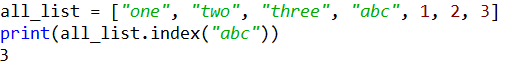 all_list = ["one", "two", "three", "abc", 1, 2, 3]
print(all_list.index("abc"))
3